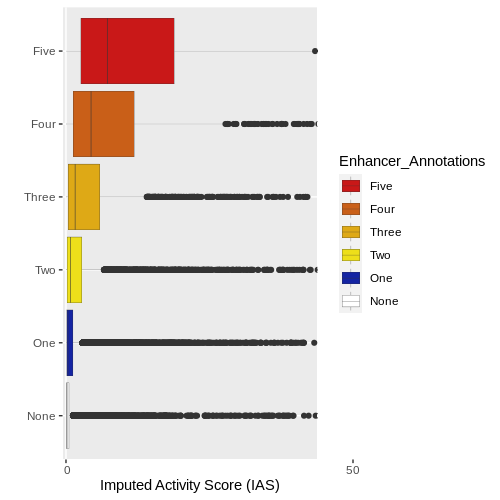 Five
Four
Three
Two
One
None
0
50
Imputed Activity Score (IAS)
Enhancer_Annotations
Five
Four
Three
Two
One
None